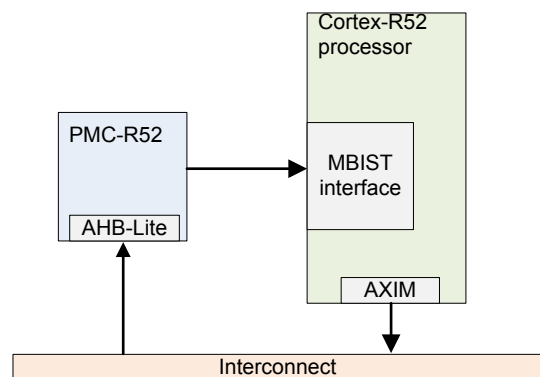 Cortex-R52
processor
PMC-R52
MBIST
interface
AHB-Lite
AXIM
Interconnect